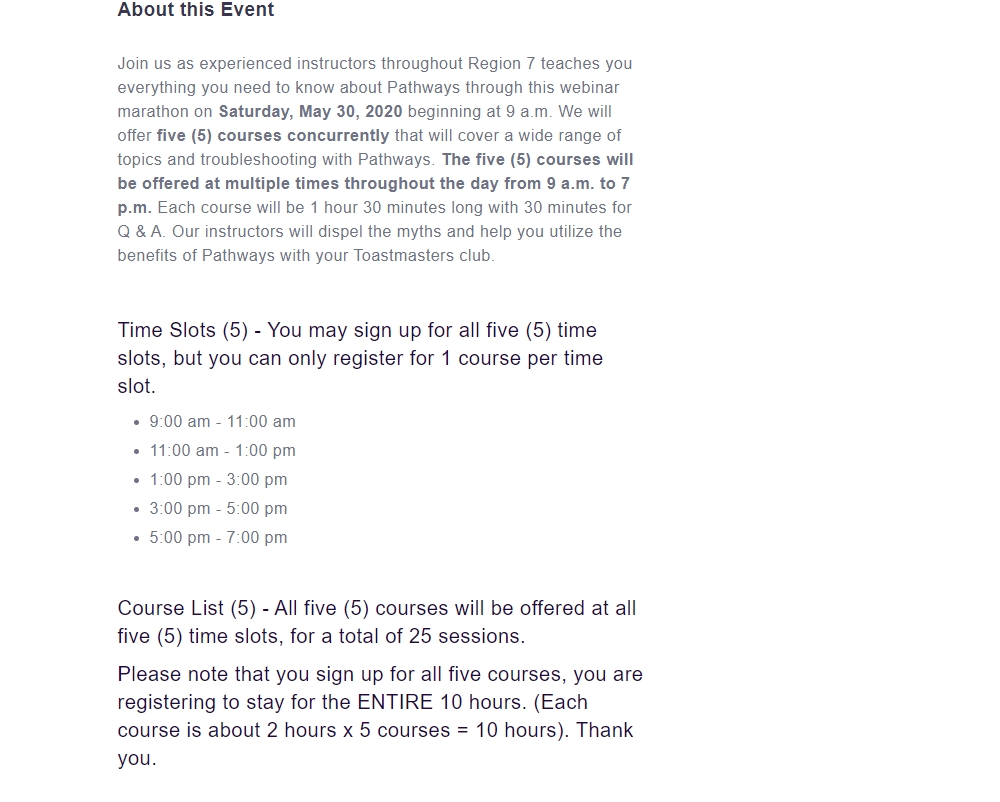 About this Event
Join us as experienced instructors throughout Region 7 teaches you
everything you need to know about Pathways through this webinar
marathon on Saturday, May 30, 2020 beginning at 9 a.m. We will
offer five (5) courses concurrently that will cover a wide range of
topics and troubleshooting with Pathways. The five (5) courses will
be offered at multiple times throughout the day from 9 a.m. to 7
p.m. Each course will be 1 hour 30 minutes long with 30 minutes for
Q & A. Our instructors will dispel the myths and help you utilize the
benefits of Pathways with your Toastmasters club.
Time Slots (5) - You may sign up for all five (5) time
slots, but you can only register for 1 course per time
slot.
• 9:00 am - 11:00 am
• 11:00 am - 1:00 pm
• 1:00 pm - 3:00 pm
• 3:00 pm - 5:00 pm
• 5:00 pm - 7:00 pm
Course List (5) - All five (5) courses will be offered at all
five (5) time slots, for a total of 25 sessions.
Please note that you sign up for all five courses, you are
registering to stay for the ENTIRE 10 hours. (Each
course is about 2 hours x 5 courses = 10 hours). Thank
you.